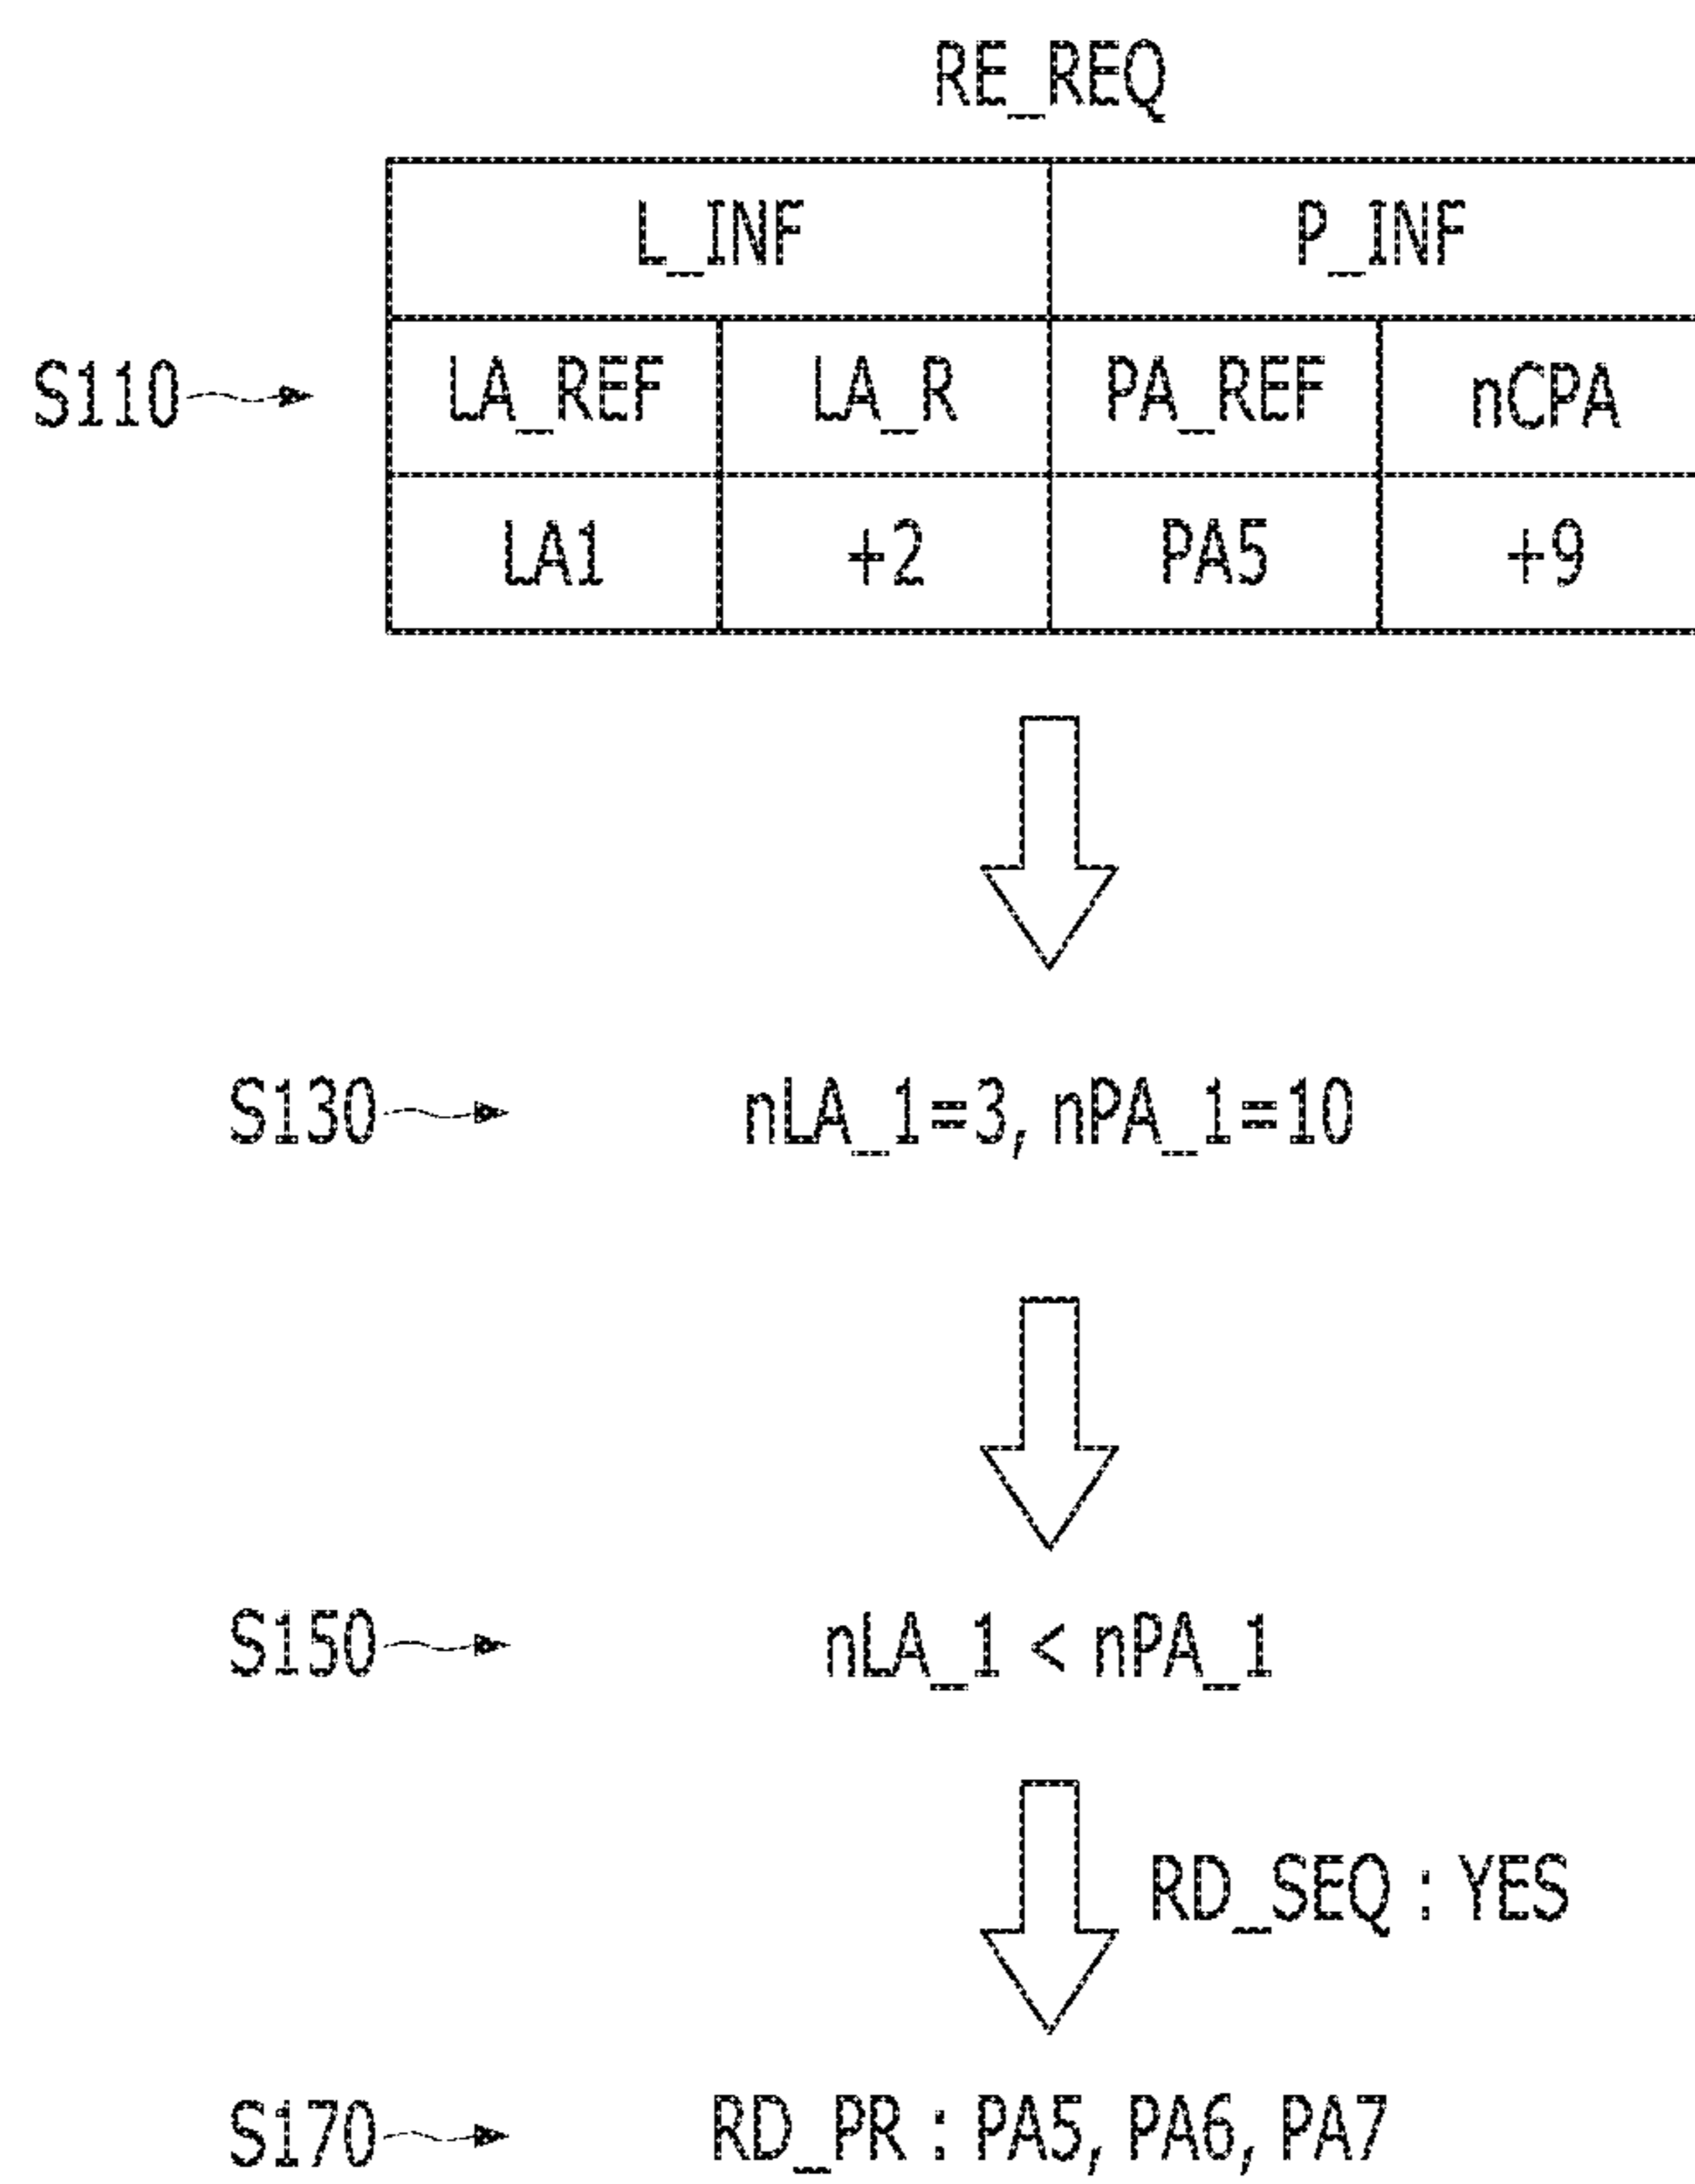 RE_REQ
L_INF P_INF
S110 LA_REF LA_R PA_REF nCPA
LA1 +2 PA5 +9
S130 nLA_1=3, nPA_1=10
S150 nLA_1 < nPA_1
RD_SEQ : YES
S170 RD_PR : PA5, PA6, PA7